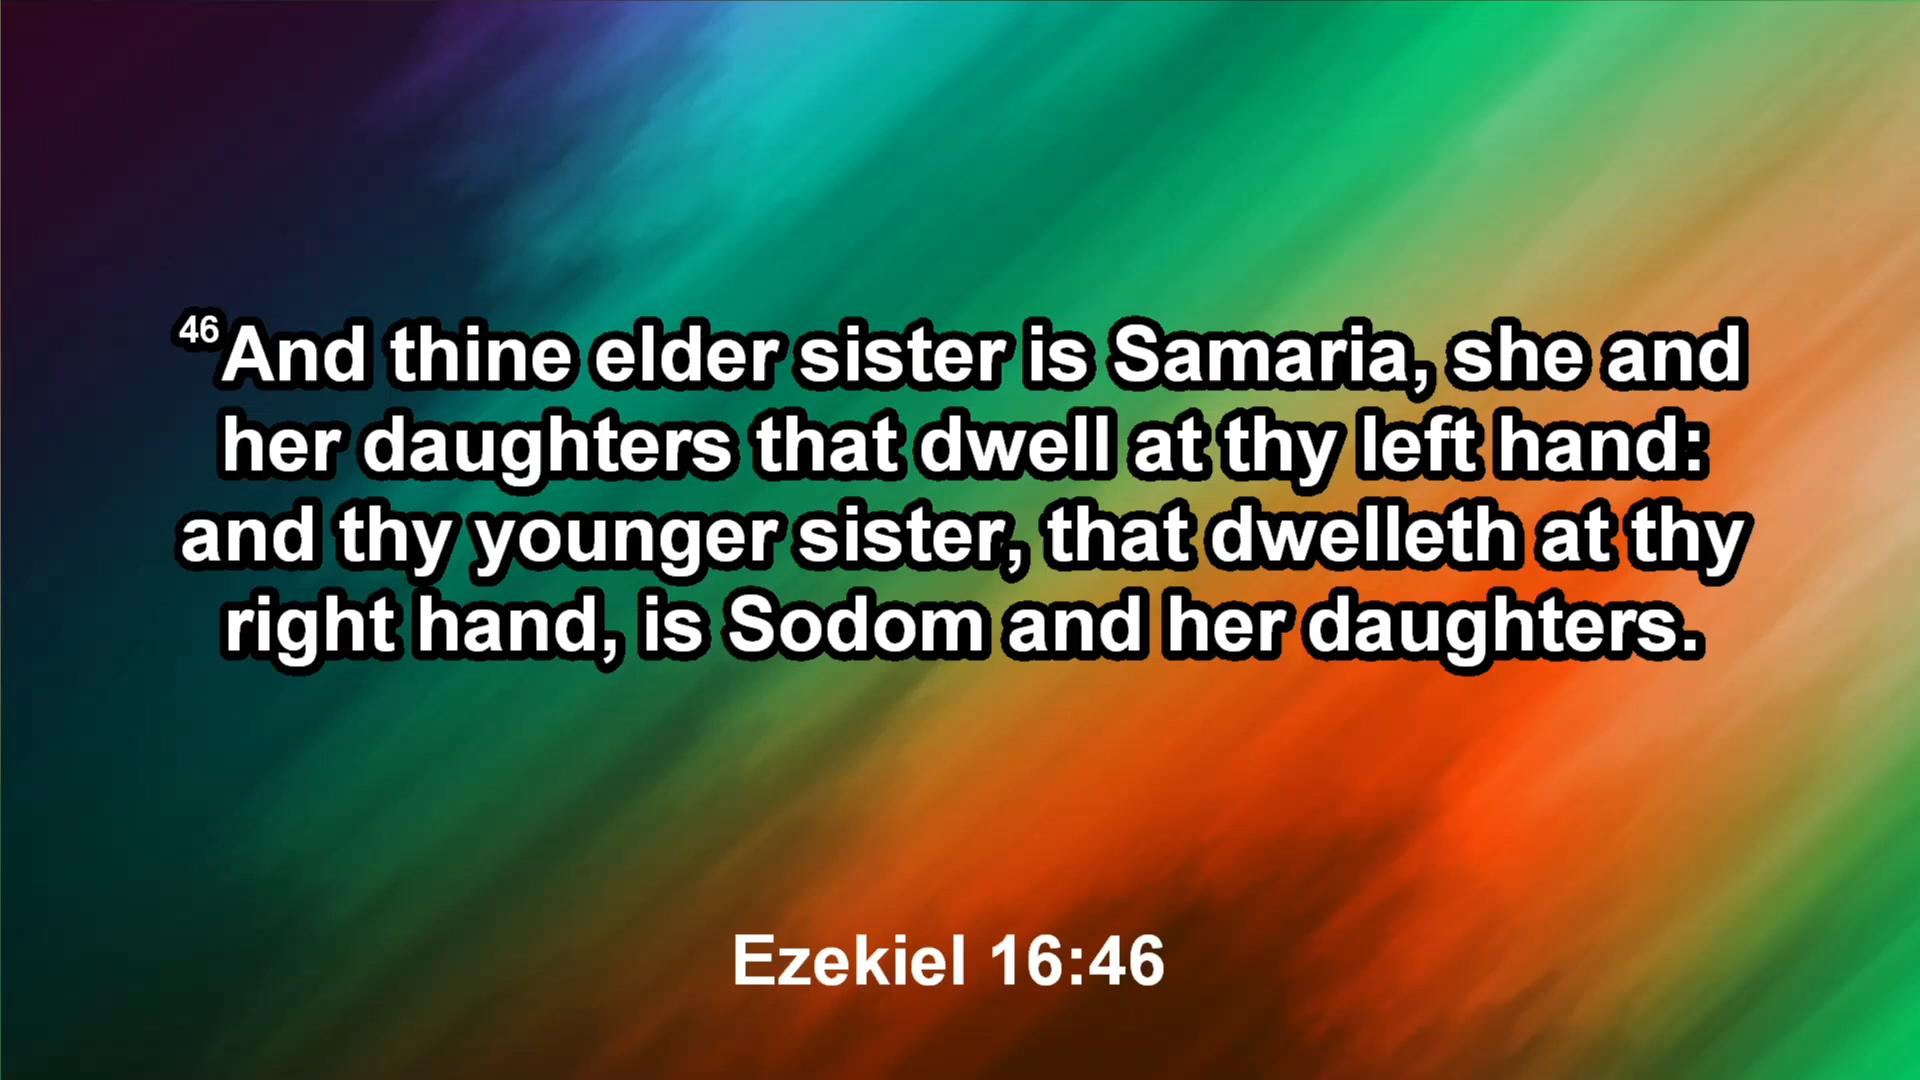 46And thine elder sister is Samaria, she and
her daughters that dwell at thy left hand:
and thy younger sister, that dwelleth at thy
right hand, is Sodom and her daughters.
Ezekiel 16:46